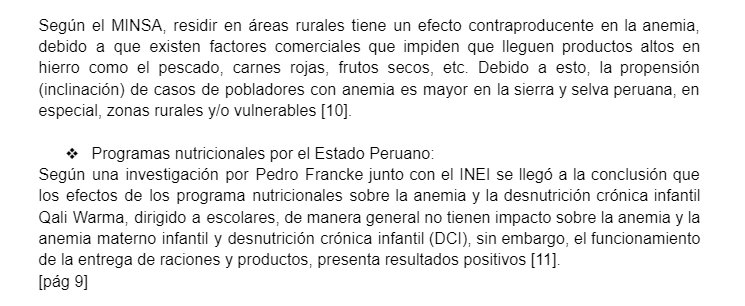 Según el MINSA, residir en áreas rurales tiene un efecto contraproducente en la anemia,
debido a que existen factores comerciales que impiden que lleguen productos altos en
hierro como el pescado, carnes rojas, frutos secos, etc. Debido a esto, la propensión
(inclinación) de casos de pobladores con anemia es mayor en la sierra y selva peruana, en
especial, zonas rurales y/o vulnerables [10].
❖ Programas nutricionales por el Estado Peruano:
Según una investigación por Pedro Francke junto con el INEI se llegó a la conclusión que
los efectos de los programa nutricionales sobre la anemia y la desnutrición crónica infantil
Qali Warma, dirigido a escolares, de manera general no tienen impacto sobre la anemia y la
anemia materno infantil y desnutrición crónica infantil (DCI), sin embargo, el funcionamiento
de la entrega de raciones y productos, presenta resultados positivos [11].
[pág 9]